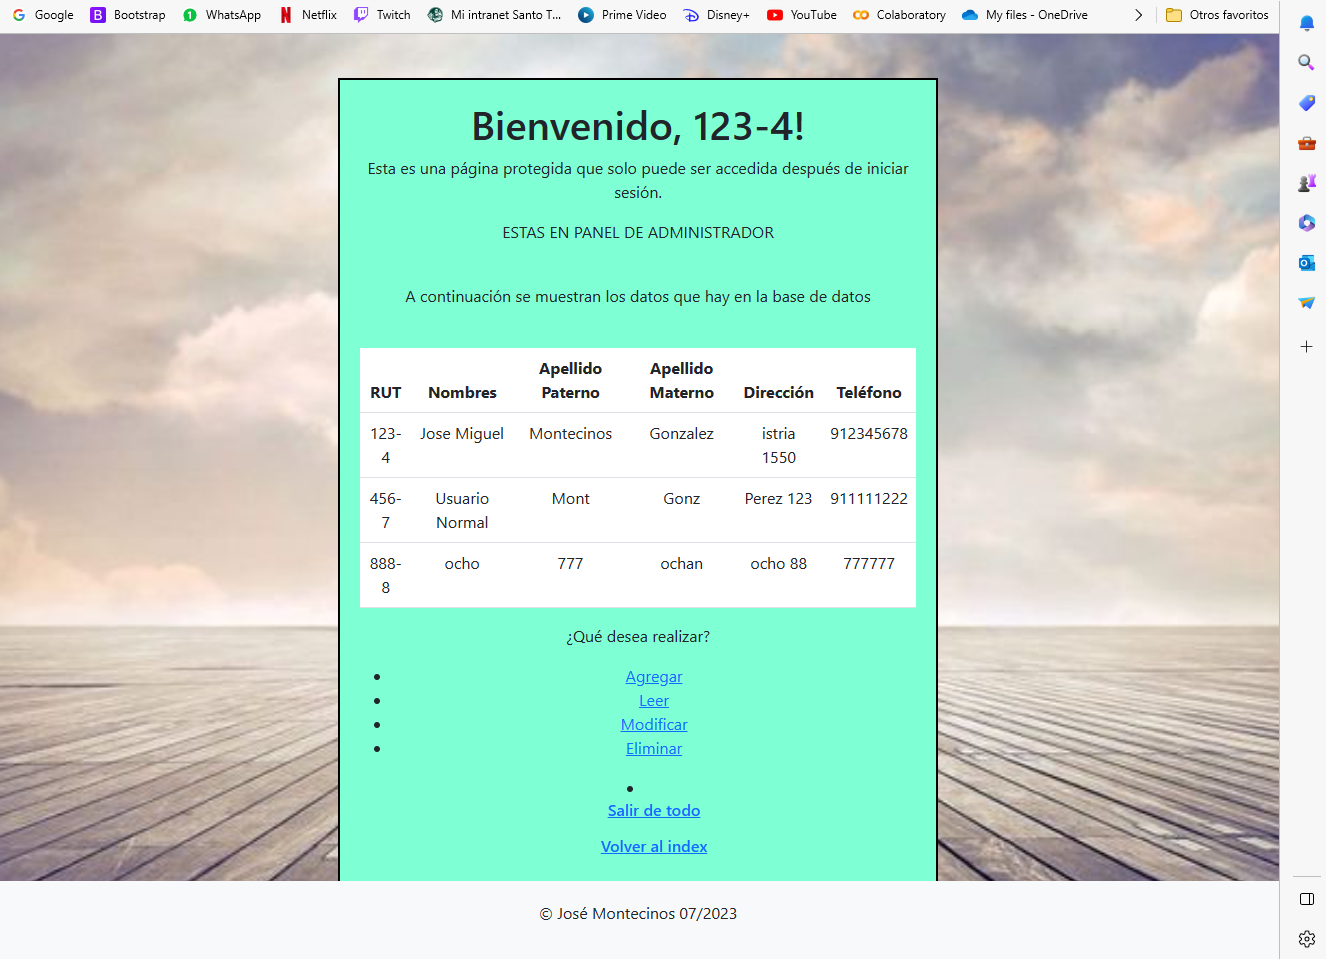 Google Bootstrap WhatsApp Netflix Twitch Mi intranet Santo T... Prime Video Disney+ YouTube Colaboratory My files - OneDrive Otros favoritos
Bienvenido, 123-4!
Esta es una página protegida que solo puede ser accedida después de iniciar
sesión.
ESTAS EN PANEL DE ADMINISTRADOR
A continuación se muestran los datos que hay en la base de datos
RUT Nombres Apellido Paterno Apellido Materno Dirección Teléfono
123-4 Jose Miguel Montecinos Gonzalez istria 1550 912345678
456-7 Usuario Normal Mont Gonz Perez 123 911111222
888-8 ocho 777 ochan ocho 88 777777
¿Qué desea realizar?
Agregar
Leer
Modificar
Eliminar
Salir de todo
Volver al index
© José Montecinos 07/2023